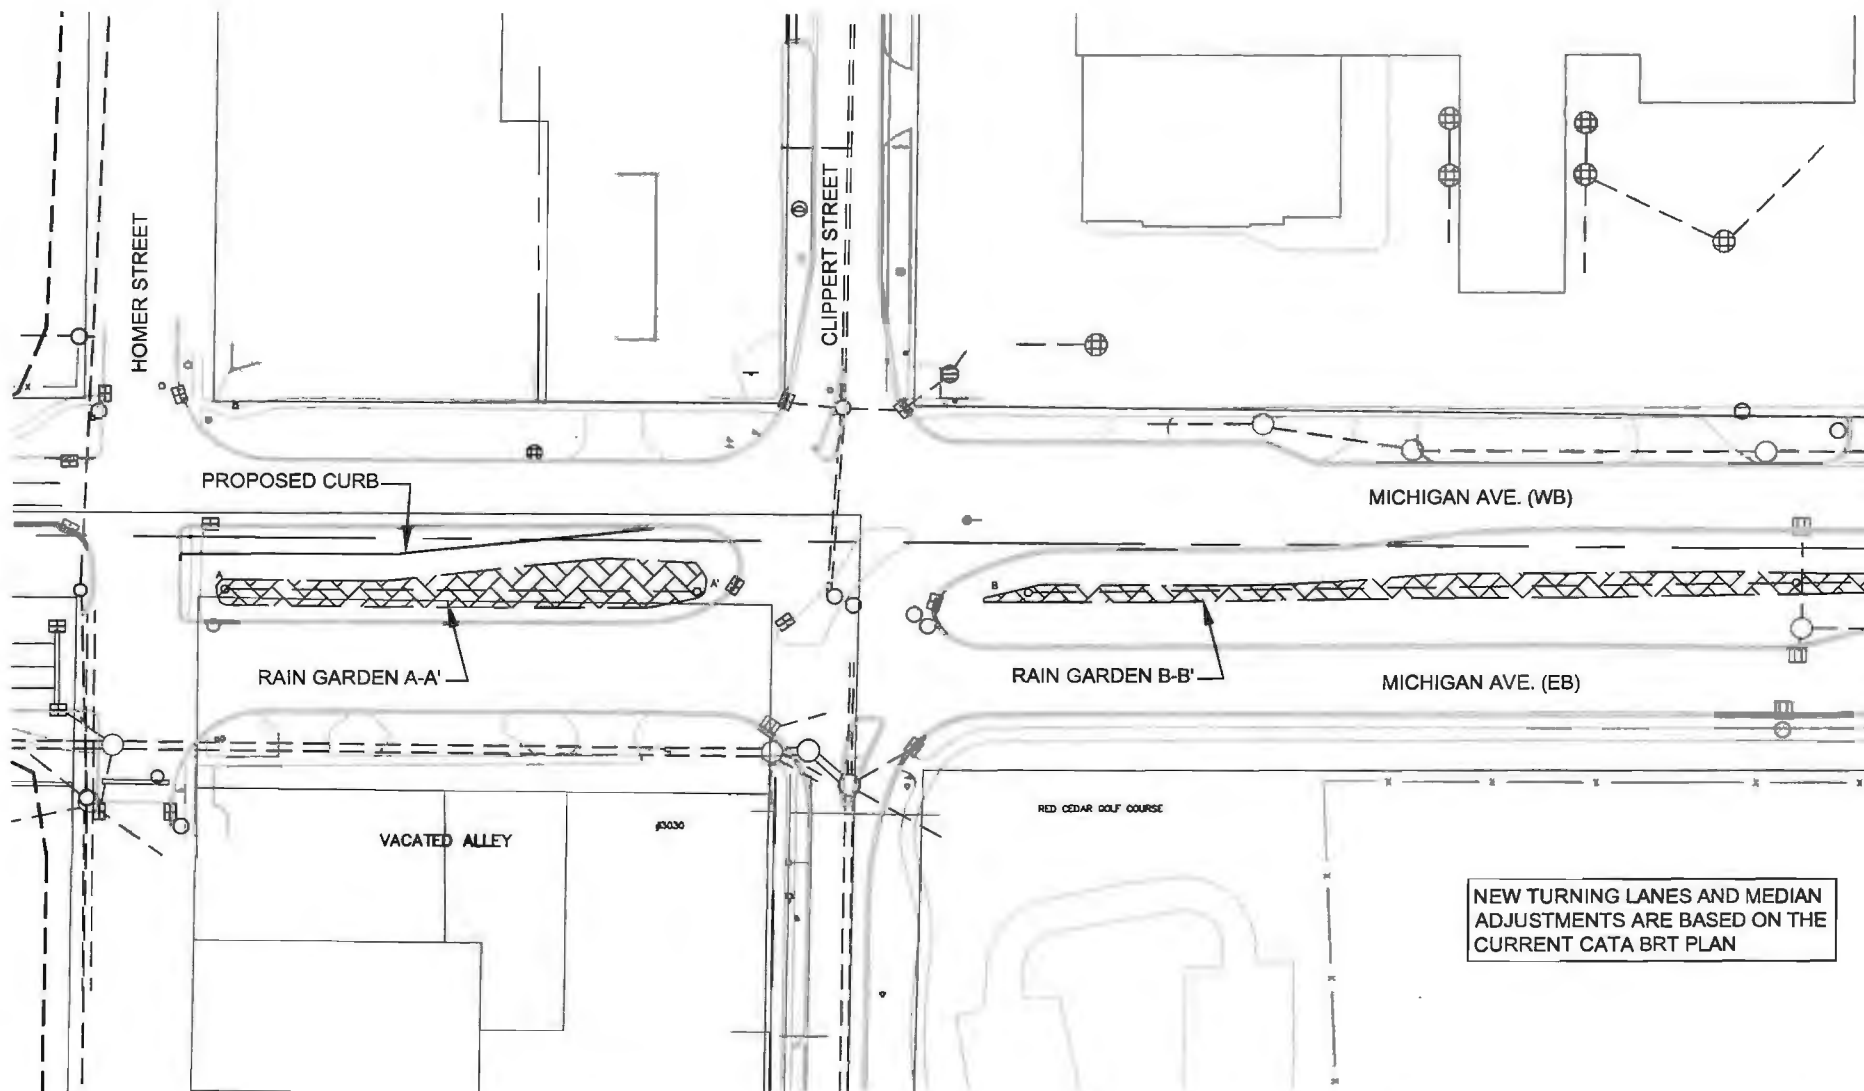 HOMER STREET
CLIPPERT STREET
PROPOSED CURB
MICHIGAN AVE. (WB)
A
A'
B
RAIN GARDEN A-A'
RAIN GARDEN B-B'
MICHIGAN AVE. (EB)
RED CEDAR GOLF COURSE
VACATED ALLEY
#3030
NEW TURNING LANES AND MEDIAN
ADJUSTMENTS ARE BASED ON THE
CURRENT CATA BRT PLAN